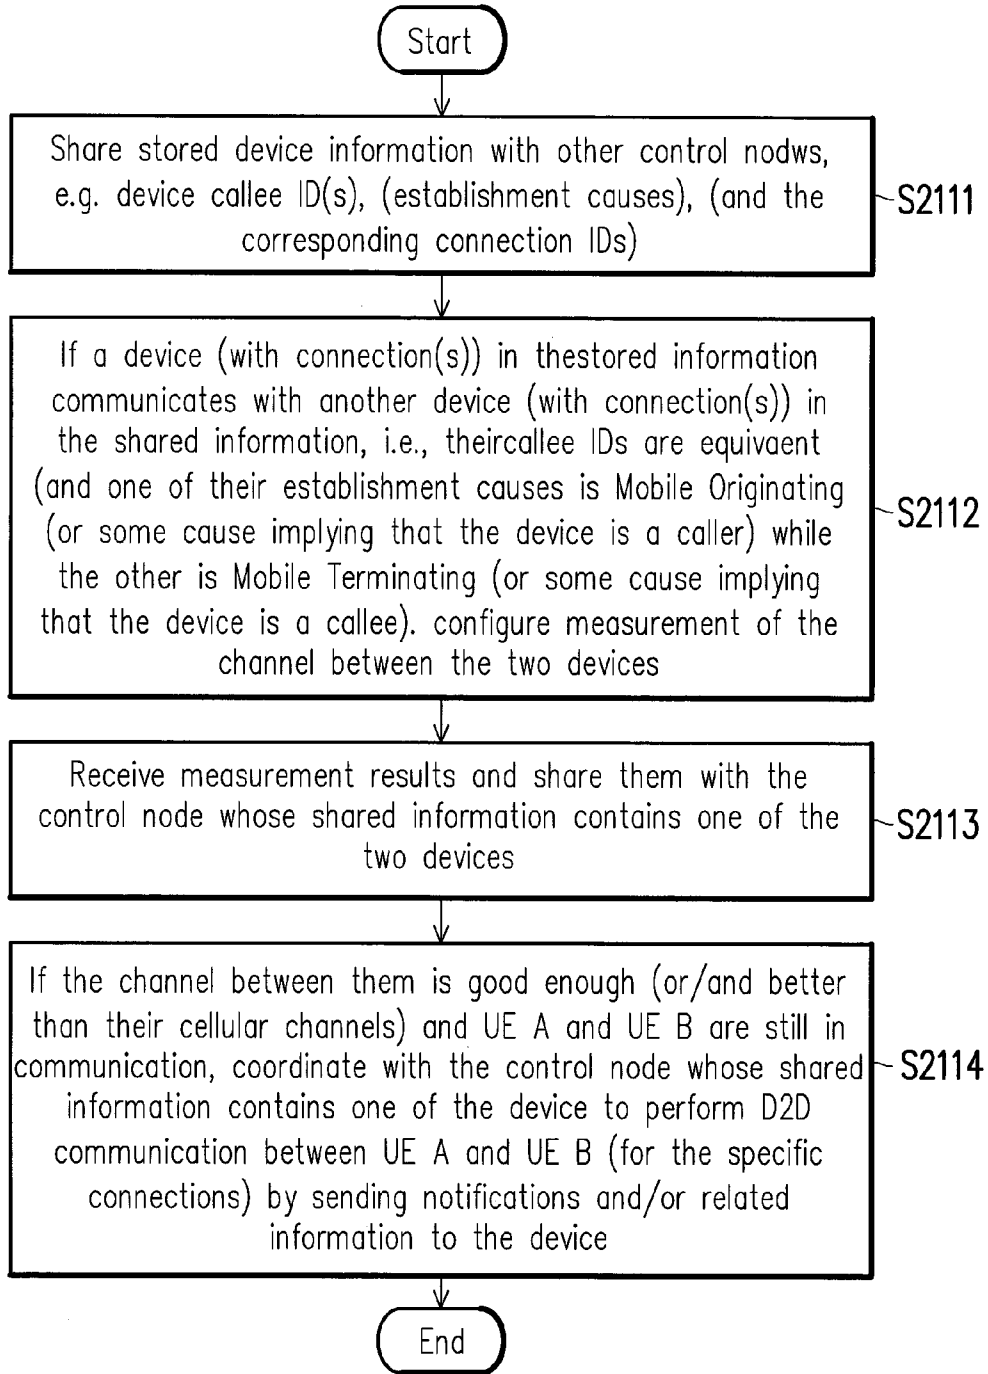 Start
Share stored device information with other control nodws,
e.g. device callee ID(s), (establishment causes), (and the
corresponding connection IDs)
S2111
If a device (with connection(s)) in thestored information
communicates with another device (with connection(s)) in
the shared information, i.e., theircallee IDs are equivaent
(and one of their establishment causes is Mobile Originating
(or some cause implying that the device is a caller) while
the other is Mobile Terminating (or some cause implying
that the device is a callee). configure measurement of the
channel between the two devices
S2112
Receive measurement results and share them with the
control node whose shared information contains one of the
two devices
S2113
If the channel between them is good enough (or/and better
than their cellular channels) and UE A and UE B are still in
communication, coordinate with the control node whose shared
information contains one of the device to perform D2D
communication between UE A and UE B (for the specific
connections) by sending notifications and/or related
information to the device
S2114
End